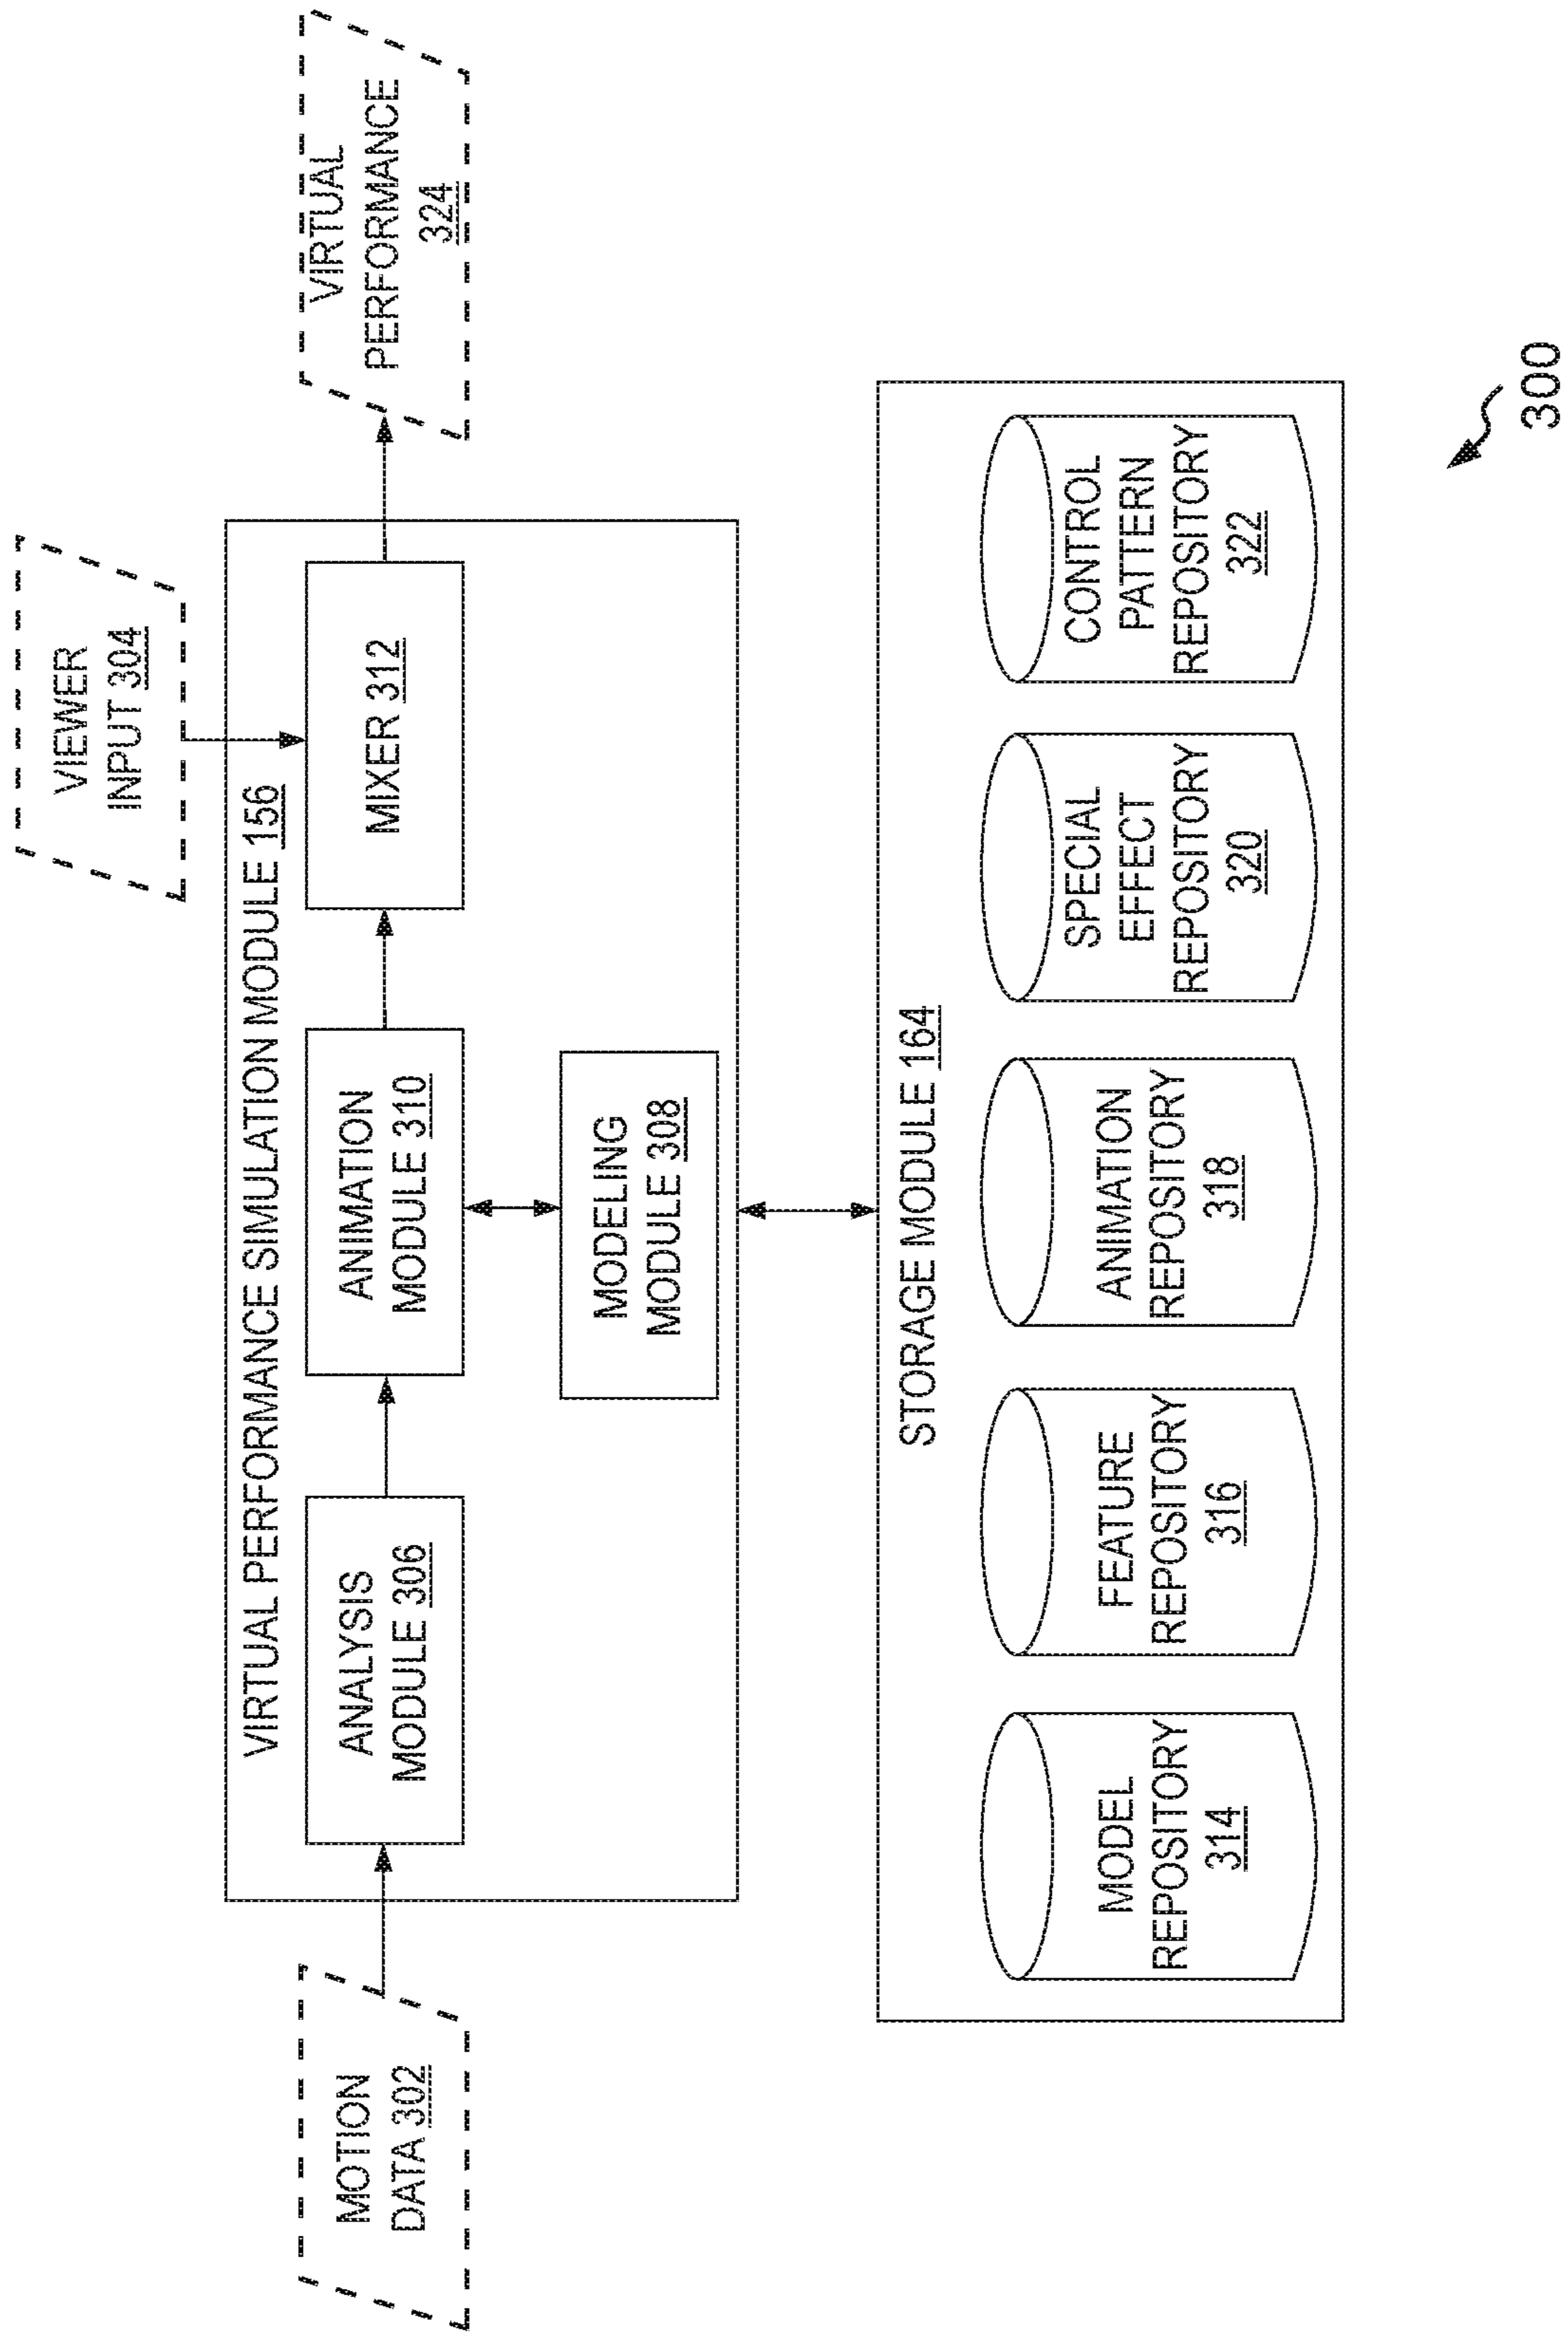 VIEWER
INPUT 304
VIRTUAL PERFORMANCE SIMULATION MODULE 156
MOTION
DATA 302
ANALYSIS
MODULE 306
ANIMATION
MODULE 310
MIXER 312
VIRTUAL
PERFORMANCE
324
MODELING
MODULE 308
STORAGE MODULE 164
MODEL
REPOSITORY
314
FEATURE
REPOSITORY
316
ANIMATION
REPOSITORY
318
SPECIAL
EFFECT
REPOSITORY
320
CONTROL
PATTERN
REPOSITORY
322
300